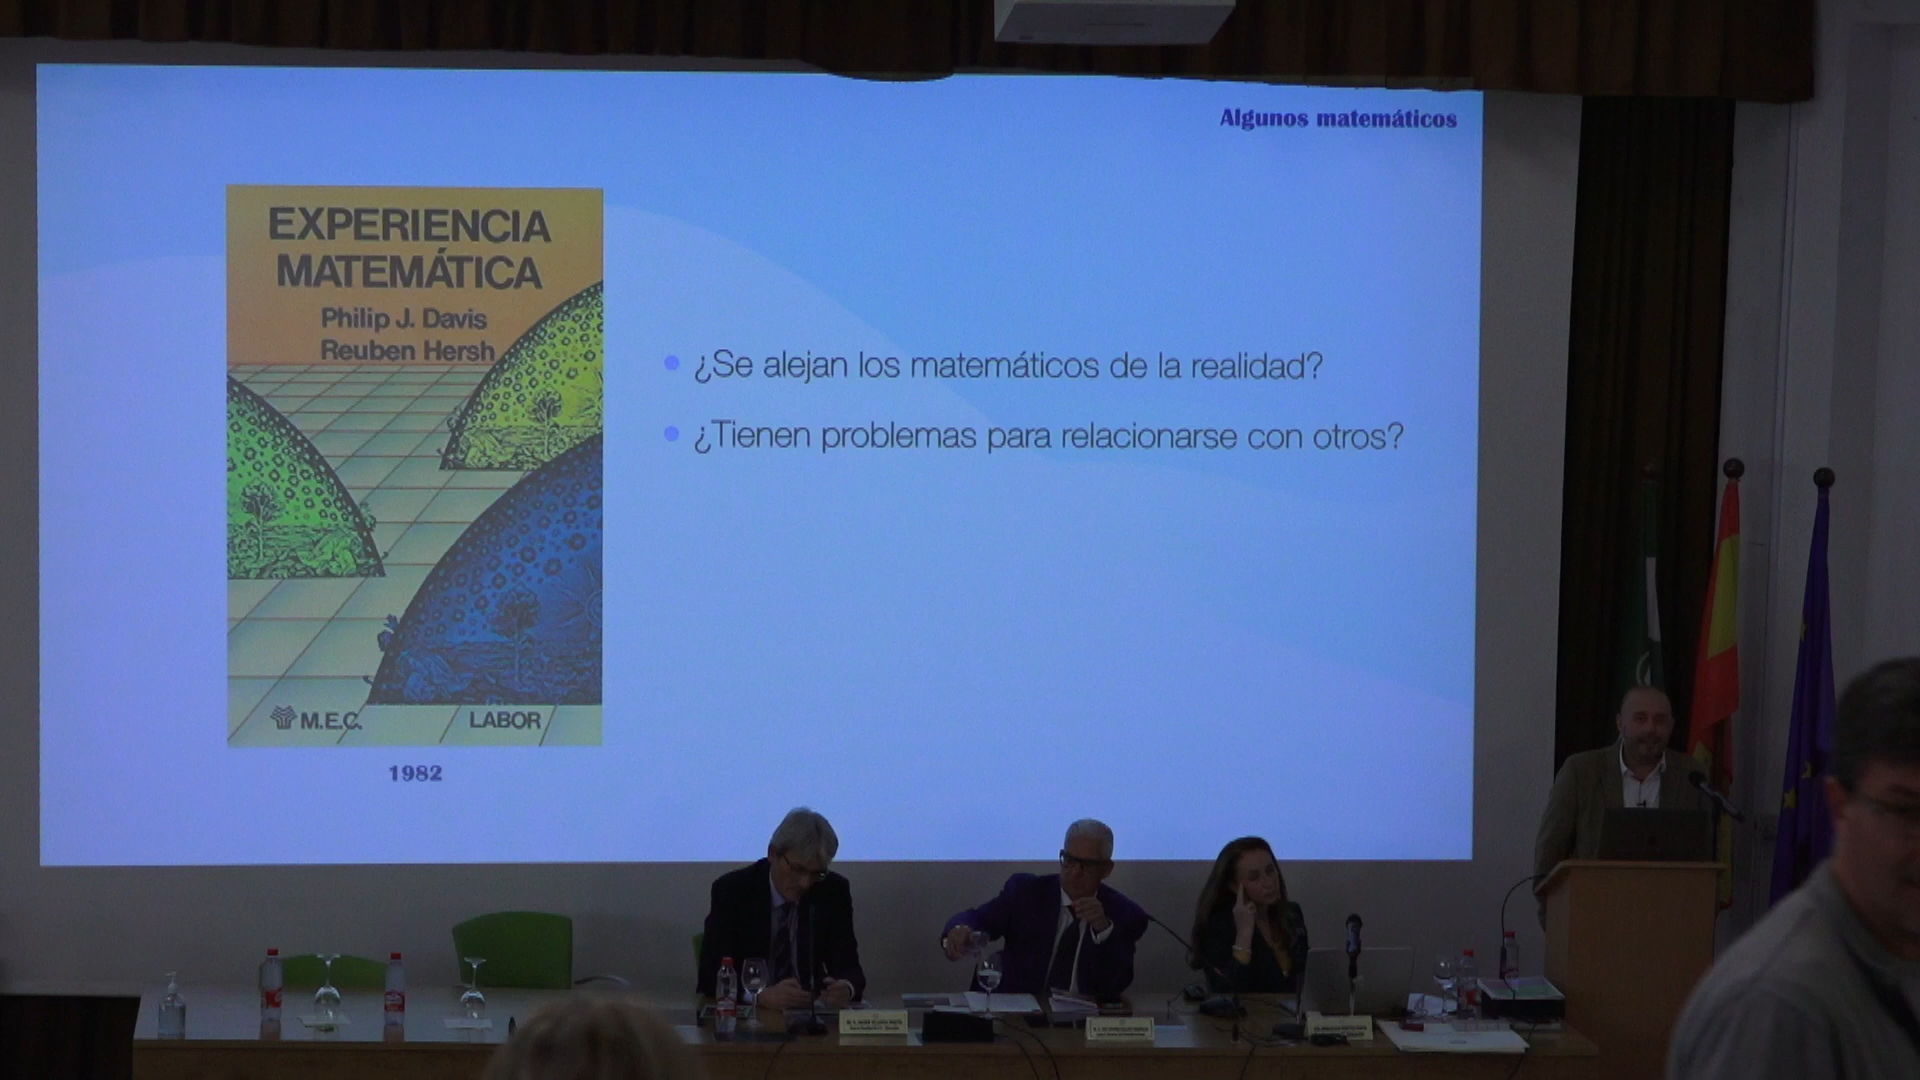 Algunos matemáticos
EXPERIENCIA
MATEMÁTICA
Philip J. Davis
Reuben Hersh
M.E.C.
LABOR
1982
¿Se alejan los matemáticos de la realidad?
¿Tienen problemas para relacionarse con otros?